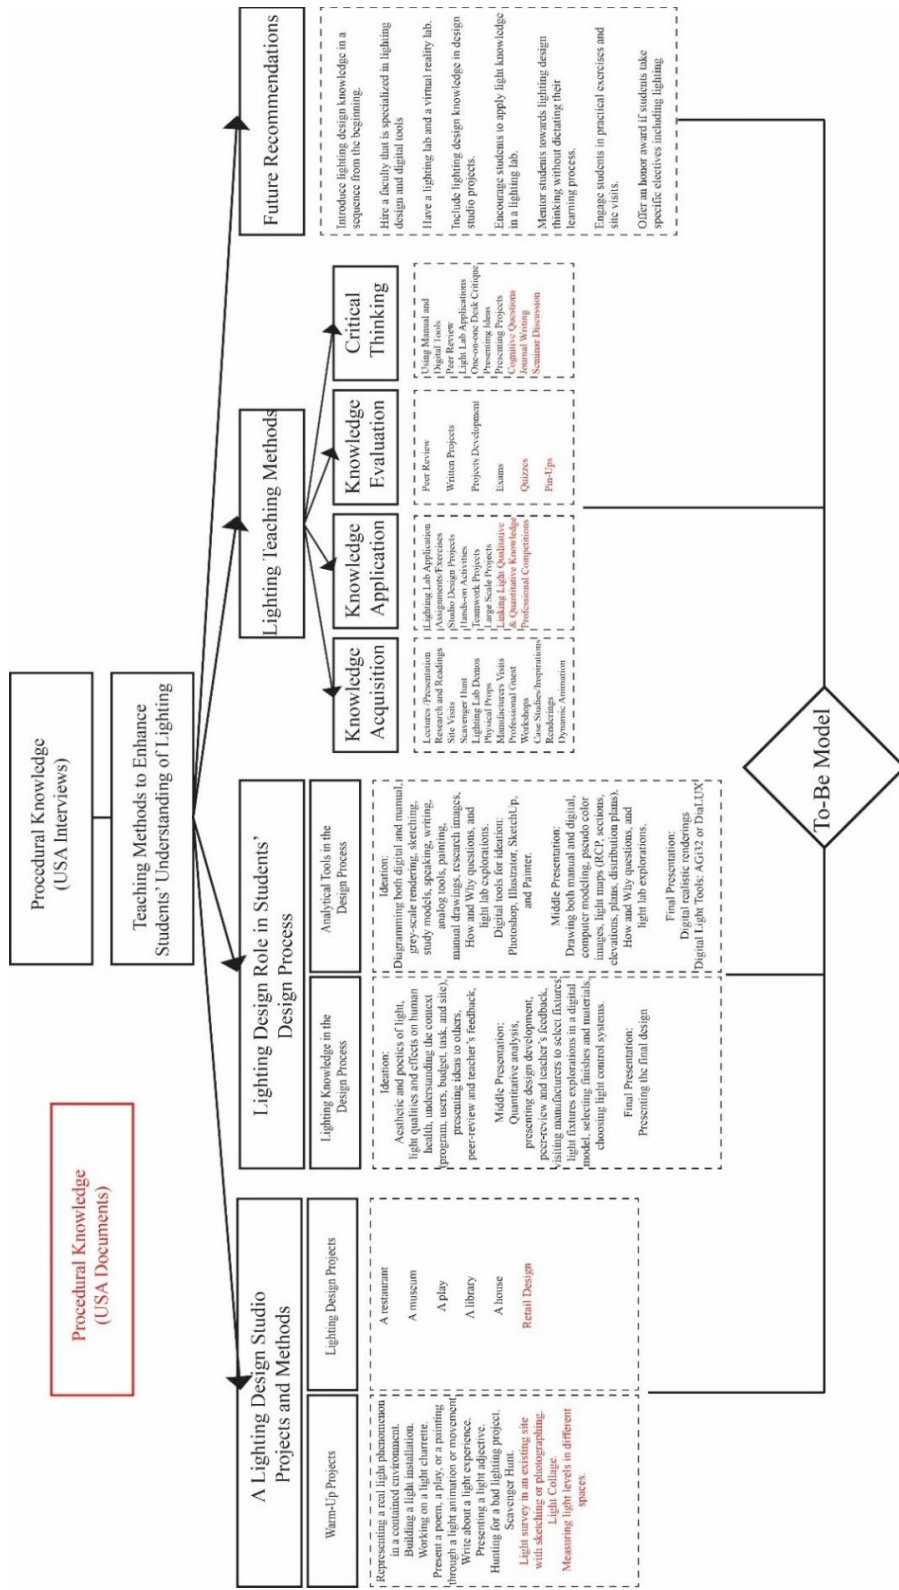 Procedural Knowledge
(USA Documents)
Procedural Knowledge
(USA Interviews)
Teaching Methods to Enhance
Students' Understanding of Lighting
A Lighting Design Studio
Projects and Methods
Warm-Up Projects
Representing a real light phenomenon
in a contained environment.
Building a light installation.
Working on a light charrette.
Present a poem, a play, or a painting
through a light animation or movement
Write about a light experience.
Presenting a light adjective.
Hunting for a bad lighting project.
Scavenger Hunt.
Light survey in an existing site
with sketching or photographing.
Light Collage.
Measuring light levels in different
spaces.
Lighting Design Projects
A restaurant
A museum
A play
A library
A house
Retail Design
Lighting Design Role in Students'
Design Process
Lighting Knowledge in the
Design Process
Ideation:
Aesthetic and poetics of light,
light qualities and effects on human
health, understanding the context
(program, users, budget, task, and site),
presenting ideas to others,
peer-review and teacher's feedback,
Middle Presentation:
Quantitative analysis,
presenting design development,
peer-review and teacher's feedback,
visiting manufacturers to select fixtures
light fixtures explorations in a digital
model, selecting finishes and materials,
choosing light control systems.
Final Presentation:
Presenting the final design
Analytical Tools in the
Design Process
Ideation:
Diagramming both digital and manual,
grey-scale rendering, sketching,
study models, speaking, writing
analog tools, painting,
manual drawings, research images,
How and Why questions, and
light lab explorations.
Digital tools for ideation:
Photoshop, Illustrator, SketchUp,
and Painter.
Middle Presentation:
Drawing both manual and digital,
computer modeling, pseudo color
images, light maps (RCP, sections,
elevations, plans, distribution plans).
How and Why questions, and
light lab explorations.
Final Presentation:
Digital realistic renderings
Digital Light Tools: AGi32 or DiaLUX
Lighting Teaching Methods
Knowledge
Acquisition
Lectures /Presentation
Research and Readings
Site Visits
Scavenger Hunt
Lighting Lab Demos
Physical Props
Manufacturers Visits
Professional Guest
Workshops
Case Studies/Inspirations
Renderings
Dynamic Animation
Knowledge
Application
Lighting Lab Application
Assignments/Exercises
Studio Design Projects
Hands-on Activities
Teamwork Projects
Large Scale Projects
Linking Light Qualitative
& Quantitative Knowledge
Professional Competitions
Knowledge
Evaluation
Peer Review
Written Projects
Projects Development
Exams
Quizzes
Pin-Ups
Critical
Thinking
Using Manual and
Digital Tools
Peer Review
Light Lab Applications
One-on-one Desk Critique
Presenting Ideas
Presenting Projects
Cognitive Questions
Journal Writing
Seminar Discussion
Future Recommendations
Introduce lighting design knowledge in a
sequence from the beginning.
Hire a faculty that is specialized in lighting
design and digital tools
Have a lighting lab and a virtual reality lab.
Include lighting design knowledge in design
studio projects.
Encourage students to apply light knowledge
in a lighting lab.
Mentor students towards lighting design
thinking without dictating their
learning process.
Engage students in practical exercises and
site visits.
Offer an honor award if students take
specific electives including lighting
To-Be Model